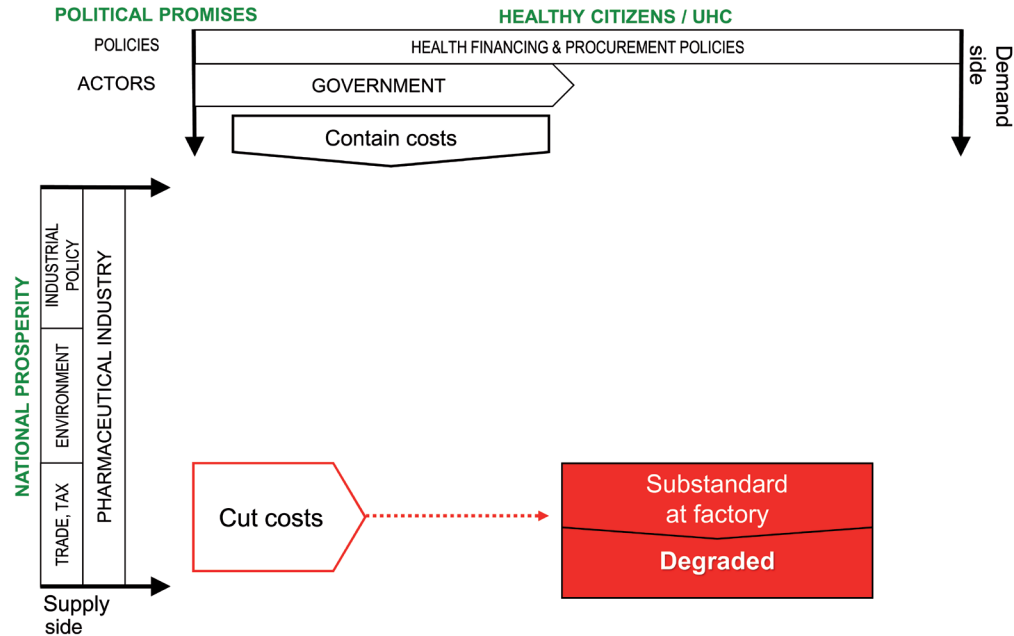 POLITICAL PROMISES
HEALTHY CITIZENS / UHC
POLICIES
HEALTH FINANCING & PROCUREMENT POLICIES
ACTORS
GOVERNMENT
Demand
side
Contain costs
NATIONAL PROSPERITY
INDUSTRIAL
POLICY
ENVIRONMENT
TRADE, TAX
PHARMACEUTICAL INDUSTRY
Cut costs
Substandard
at factory
Degraded
Supply
side